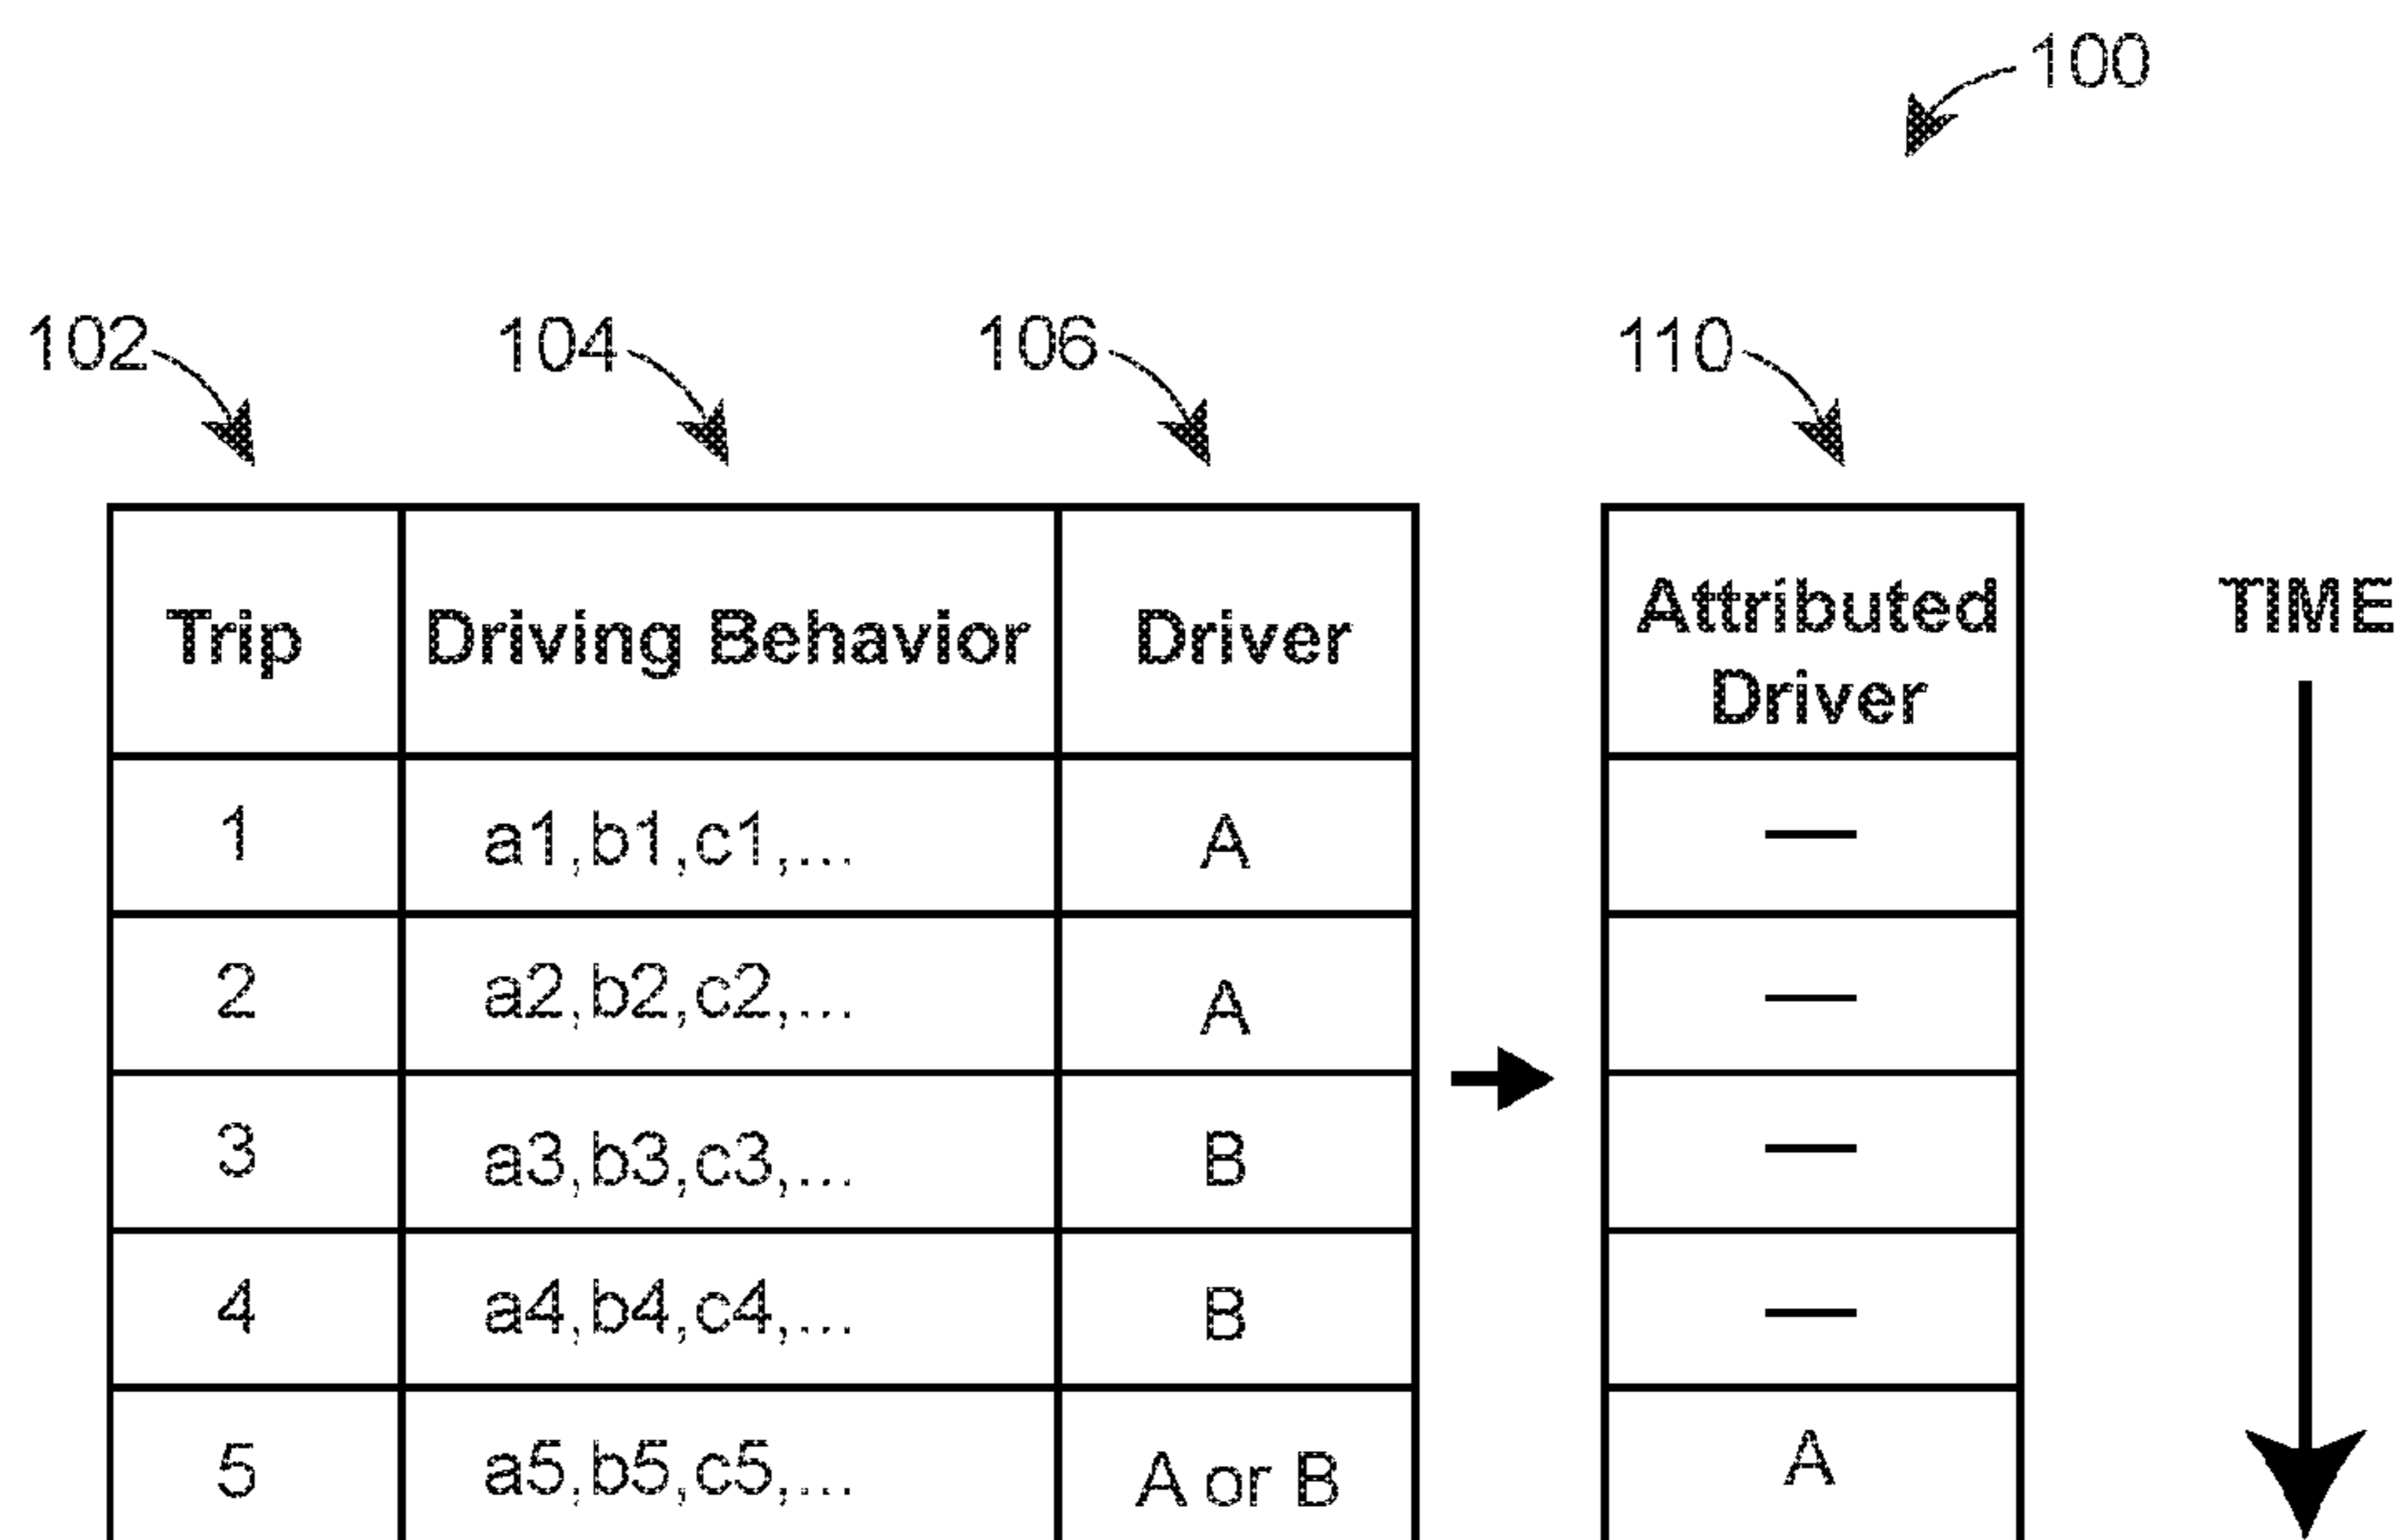 100
102 104 106 110
Trip Driving Behavior Driver Attributed Driver TIME
1 a1,b1,c1,... A —
2 a2,b2,c2,... A —
3 a3,b3,c3,... B —
4 a4,b4,c4,... B —
5 a5,b5,c5,... A or B A